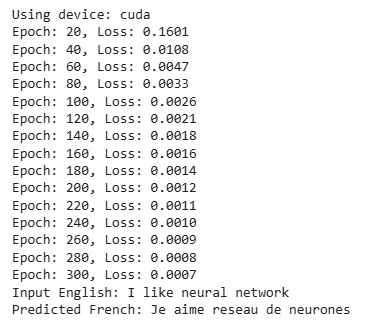 Using device: cuda
Epoch: 20, Loss: 0.1601
Epoch: 40, Loss: 0.0108
Epoch: 60, Loss: 0.0047
Epoch: 80, Loss: 0.0033
Epoch: 100, Loss: 0.0026
Epoch: 120, Loss: 0.0021
Epoch: 140, Loss: 0.0018
Epoch: 160, Loss: 0.0016
Epoch: 180, Loss: 0.0014
Epoch: 200, Loss: 0.0012
Epoch: 220, Loss: 0.0011
Epoch: 240, Loss: 0.0010
Epoch: 260, Loss: 0.0009
Epoch: 280, Loss: 0.0008
Epoch: 300, Loss: 0.0007
Input English: I like neural network
Predicted French: Je aime reseau de neurones